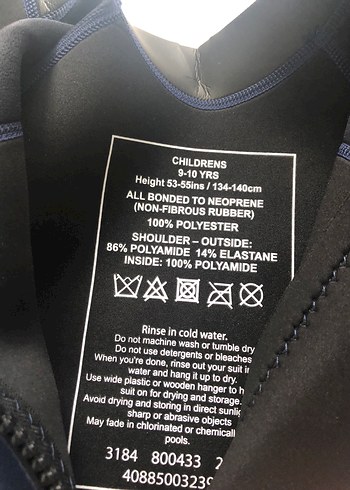 CHILDRENS
9-10 YRS
Height 53-55ins / 134-140cm
ALL BONDED TO NEOPRENE
(NON-FIBROUS RUBBER)
100% POLYESTER
SHOULDER – OUTSIDE:
86% POLYAMIDE 14% ELASTANE
INSIDE: 100% POLYAMIDE
Rinse in cold water.
Do not machine wash or tumble dry
Do not use detergents or bleaches
When you're done, rinse out your suit in
water and hang it up to dry.
Use wide plastic or wooden hanger to h
suit on for drying and storage.
Avoid drying and storing in direct sunlig
sharp or abrasive objects
May fade in chlorinated or chemicall
pools.
3184 800433 2
4088500323